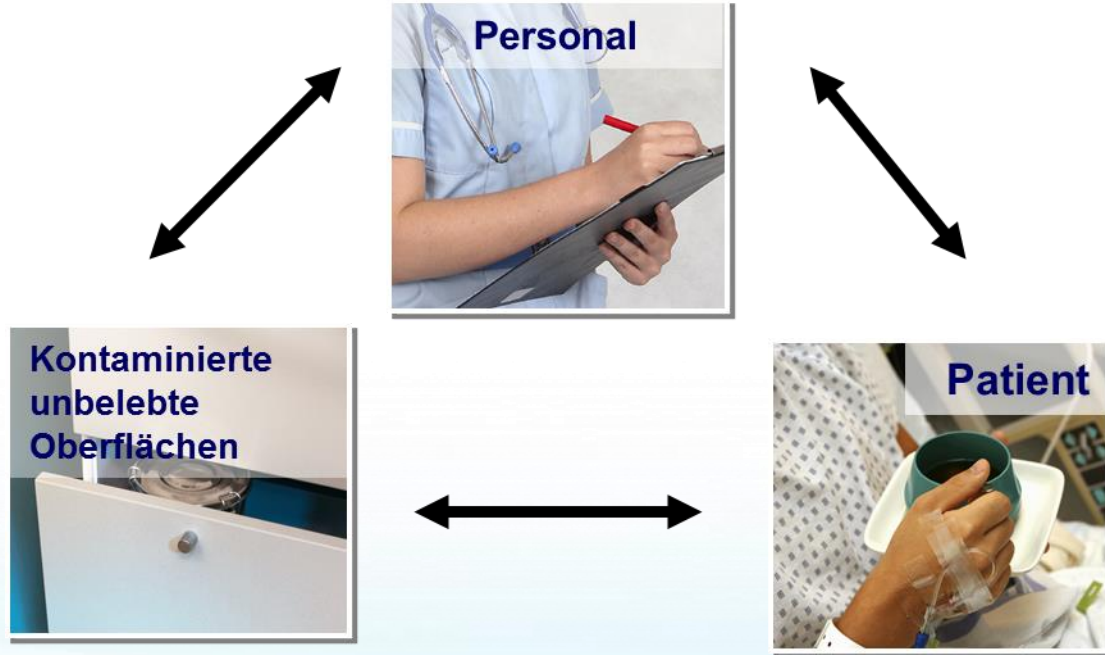 Personal
Kontaminierte
unbelebte
Oberflächen
Patient